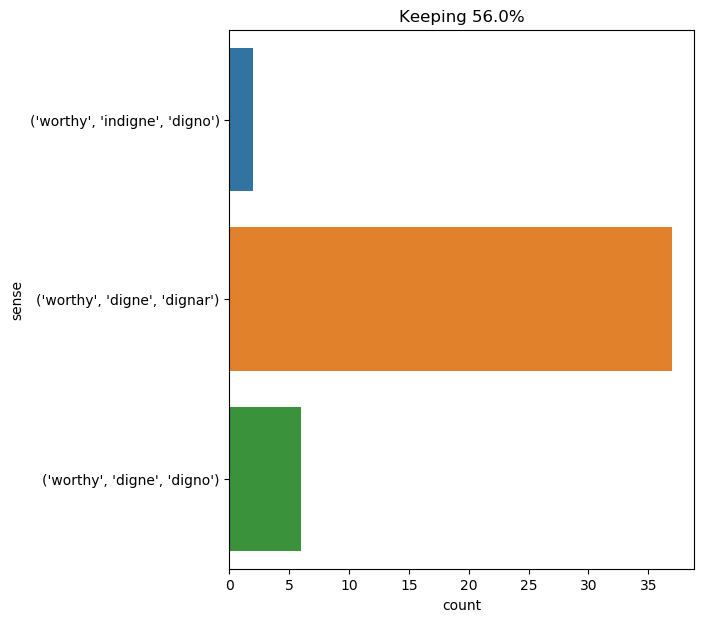 Keeping 56.0%
('worthy', 'indigne', 'digno')
('worthy', 'digne', 'dignar')
('worthy', 'digne', 'digno')
sense
0 5 10 15 20 25 30 35
count